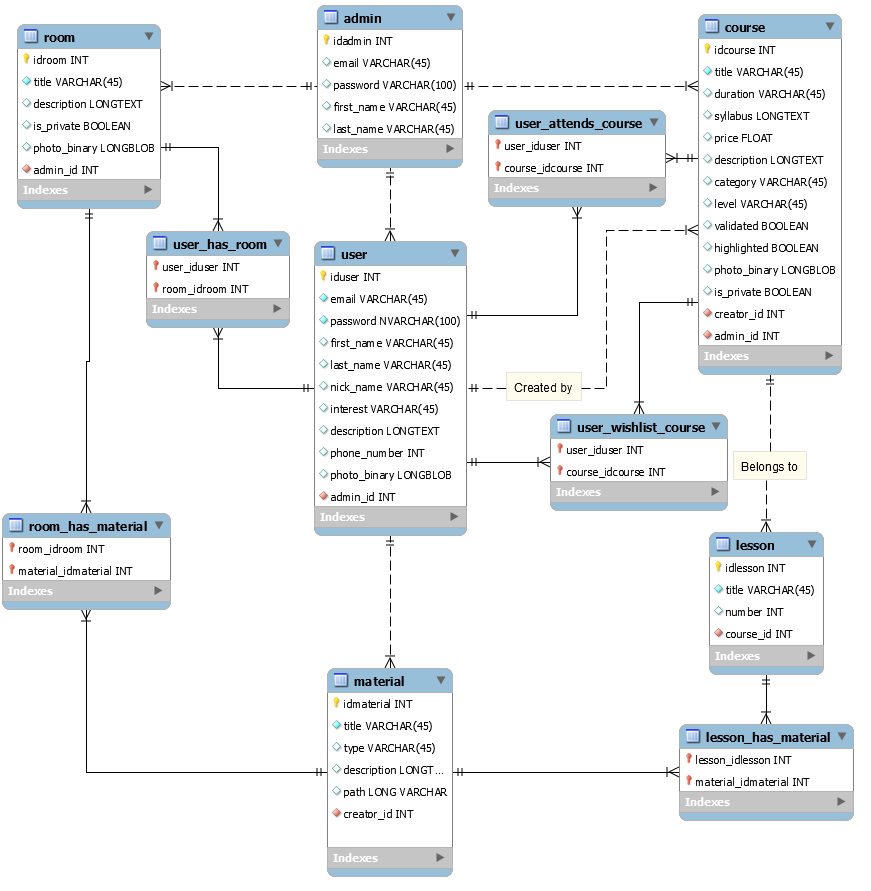 room
idroom INT
title VARCHAR(45)
description LONGTEXT
is_private BOOLEAN
photo_binary LONGBLOB
admin_id INT
Indexes
admin
idadmin INT
email VARCHAR(45)
password VARCHAR(100)
first_name VARCHAR(45)
last_name VARCHAR(45)
Indexes
course
idcourse INT
title VARCHAR(45)
duration VARCHAR(45)
syllabus LONGTEXT
price FLOAT
description LONGTEXT
category VARCHAR(45)
level VARCHAR(45)
validated BOOLEAN
highlighted BOOLEAN
photo_binary LONGBLOB
is_private BOOLEAN
creator_id INT
admin_id INT
Indexes
user_attends_course
user_iduser INT
course_idcourse INT
Indexes
user_has_room
user_iduser INT
room_idroom INT
Indexes
user
iduser INT
email VARCHAR(45)
password NVARCHAR(100)
first_name VARCHAR(45)
last_name VARCHAR(45)
nick_name VARCHAR(45)
interest VARCHAR(45)
description LONGTEXT
phone_number INT
photo_binary LONGBLOB
admin_id INT
Indexes
Created by
user_wishlist_course
user_iduser INT
course_idcourse INT
Indexes
Belongs to
room_has_material
room_idroom INT
material_idmaterial INT
Indexes
lesson
idlesson INT
title VARCHAR(45)
number INT
course_id INT
Indexes
material
idmaterial INT
title VARCHAR(45)
type VARCHAR(45)
description LONGT...
path LONG VARCHAR
creator_id INT
Indexes
lesson_has_material
lesson_idlesson INT
material_idmaterial INT
Indexes